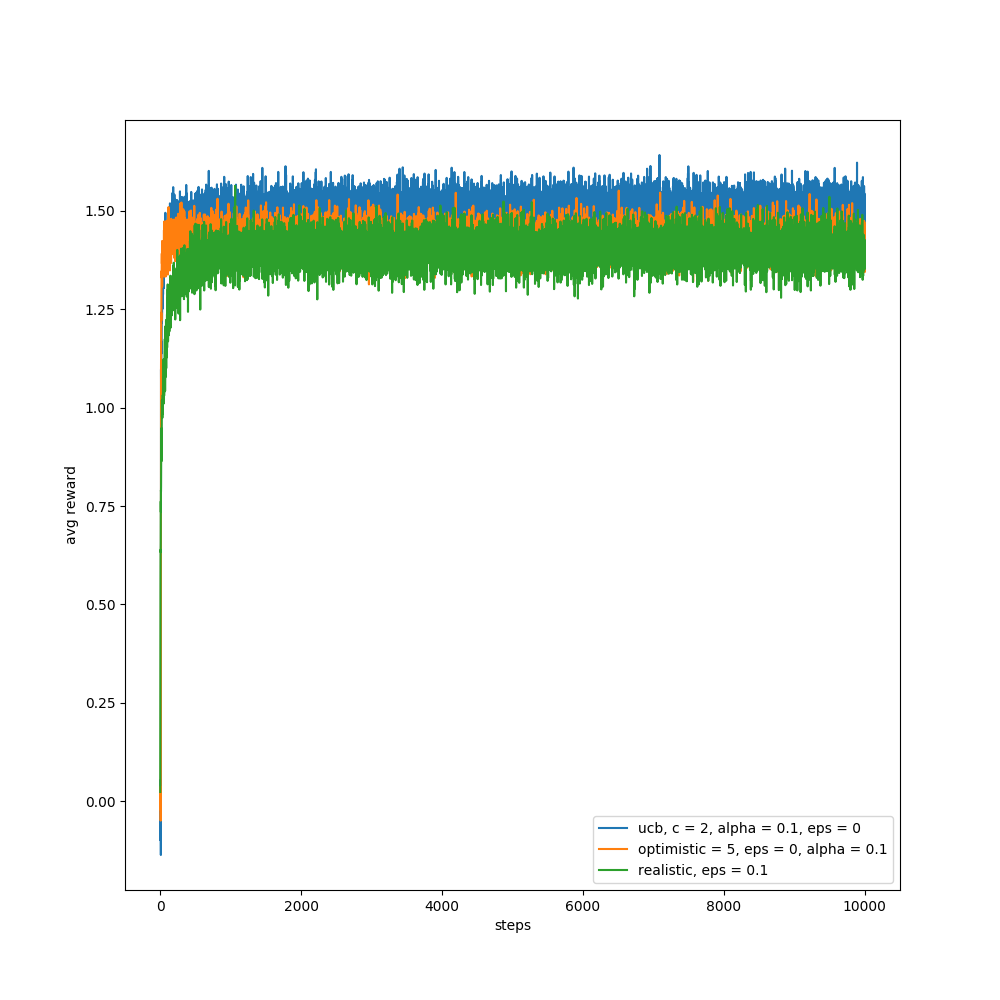 1.50
1.25
1.00
0.75
0.50
0.25
0.00
avg reward
0 2000 4000 6000 8000 10000
steps
ucb, c = 2, alpha = 0.1, eps = 0
optimistic = 5, eps = 0, alpha = 0.1
realistic, eps = 0.1